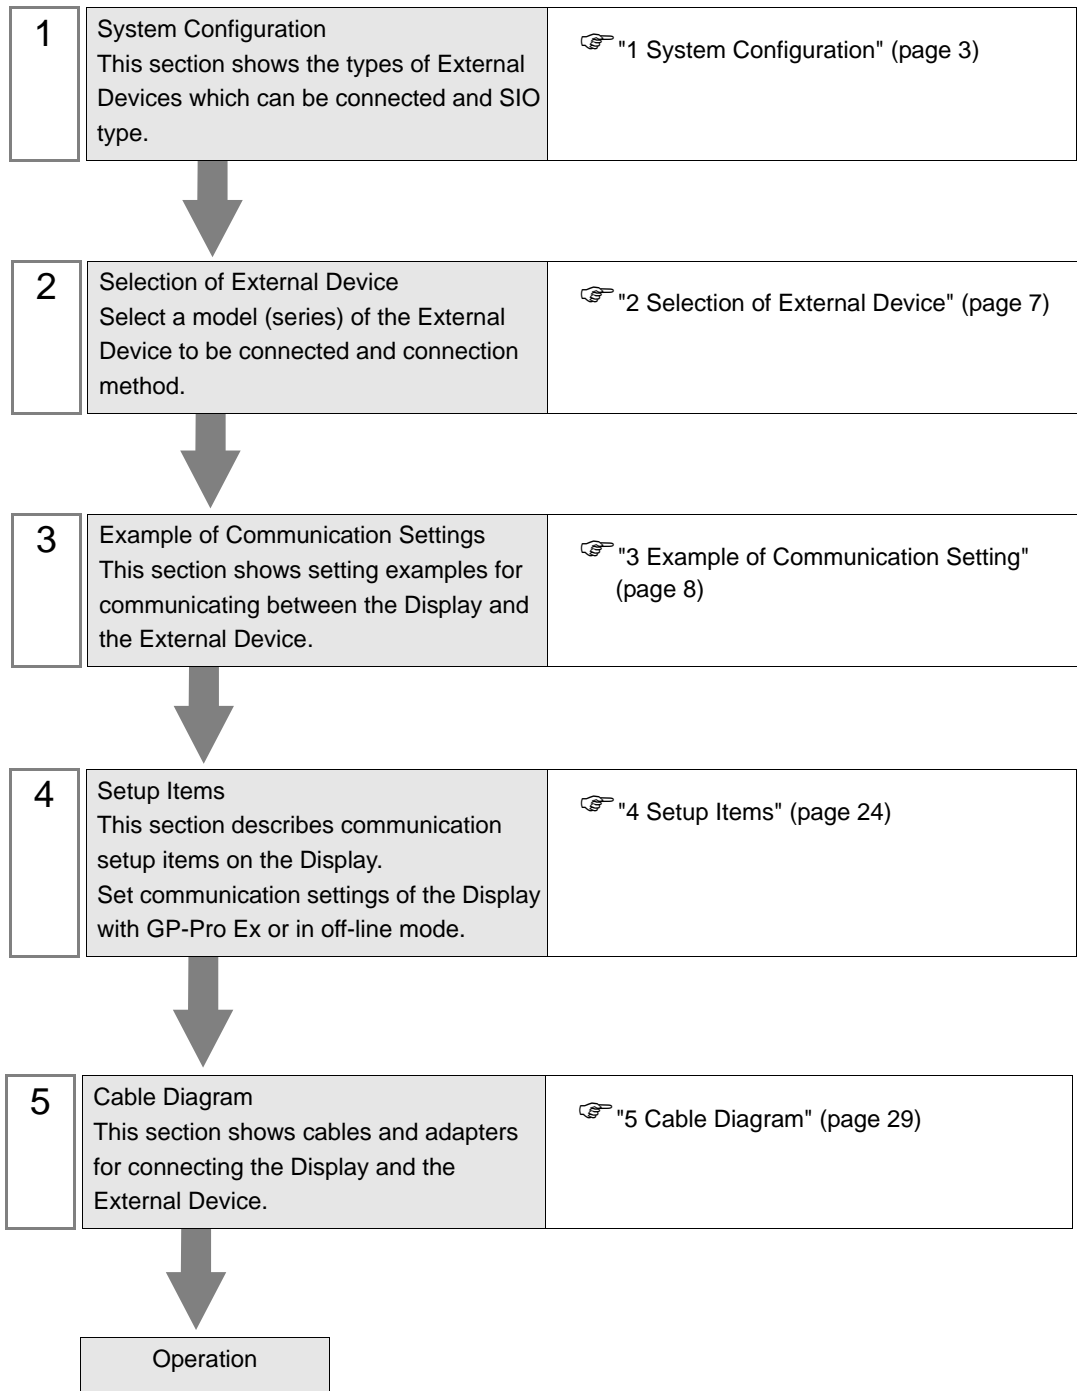 1
System Configuration
This section shows the types of External
Devices which can be connected and SIO
type.
"1 System Configuration" (page 3)
2
Selection of External Device
Select a model (series) of the External
Device to be connected and connection
method.
"2 Selection of External Device" (page 7)
3
Example of Communication Settings
This section shows setting examples for
communicating between the Display and
the External Device.
"3 Example of Communication Setting"
(page 8)
4
Setup Items
This section describes communication
setup items on the Display.
Set communication settings of the Display
with GP-Pro Ex or in off-line mode.
"4 Setup Items" (page 24)
5
Cable Diagram
This section shows cables and adapters
for connecting the Display and the
External Device.
"5 Cable Diagram" (page 29)
Operation